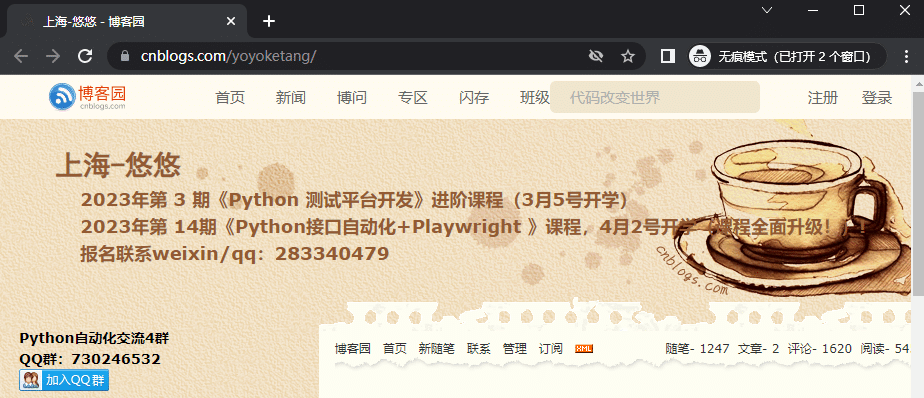 上海-悠悠 - 博客园
cnblogs.com/yoyoketang/
无痕模式（已打开 2 个窗口）
博客园
cnblogs.com
首页 新闻 博问 专区 闪存 班级 代码改变世界 注册 登录
上海-悠悠
2023年第 3 期《Python 测试平台开发》进阶课程（3月5号开学）
2023年第 14期《Python接口自动化+Playwright 》课程，4月2号开学（课程全面升级！
报名联系weixin/qq：283340479
cnblogs.com
Python自动化交流4群
QQ群：730246532
加入QQ群
博客园 首页 新随笔 联系 管理 订阅 XML 随笔- 1247 文章- 2 评论- 1620 阅读- 54